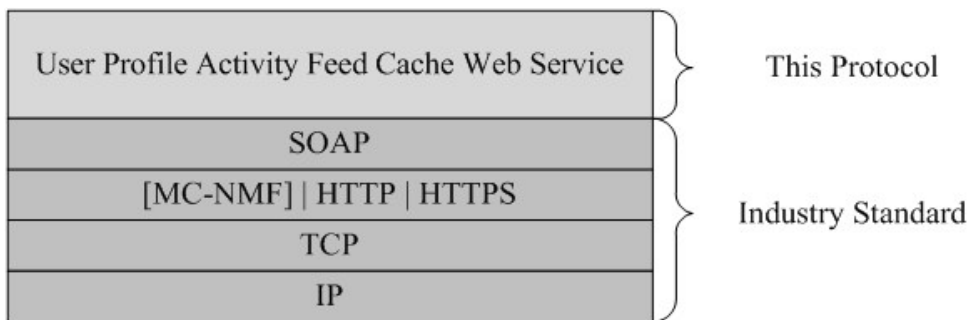 User Profile Activity Feed Cache Web Service
This Protocol
SOAP
[MC-NMF] | HTTP | HTTPS
Industry Standard
TCP
IP